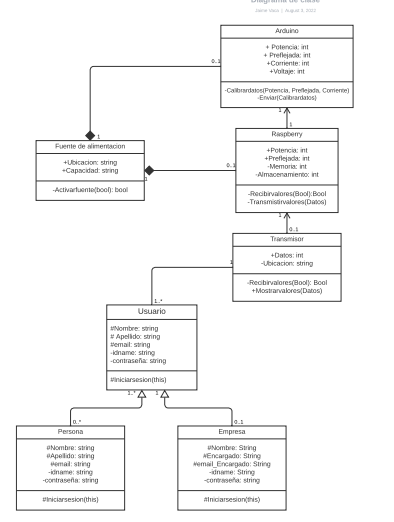 Diagrama de clase
Jaime Vaca | August 3, 2022
Arduino
+ Potencia: int
+ Preflejada: int
+Corriente: int
+Voltaje: int
-Calibrardatos(Potencia, Preflejada, Corriente)
-Enviar(Calibrardatos)
0..1
1
1
1
Raspberry
+Potencia: int
+Preflejada: int
-Memoria: int
-Almacenamiento: int
-Recibirvalores(Bool):Bool
-Transmistirvalores(Datos)
Fuente de alimentacion
+Ubicacion: string
+Capacidad: string
-Activarfuente(bool): bool
0..1
1
1
0..1
Transmisor
+Datos: int
-Ubicacion: string
-Recibirvalores(Bool): Bool
+Mostrarvalores(Datos)
1
1..*
Usuario
#Nombre: string
# Apellido: string
#email: string
-idname: string
-contraseña: string
#Iniciarsesion(this)
1..*
1
0..*
0..1
Persona
#Nombre: string
#Apellido: string
#email: string
-idname: string
-contraseña: string
#Iniciarsesion(this)
Empresa
#Nombre: String
#Encargado: String
#email_Encargado: String
-idname: string
-contraseña: string
#Iniciarsesion(this)